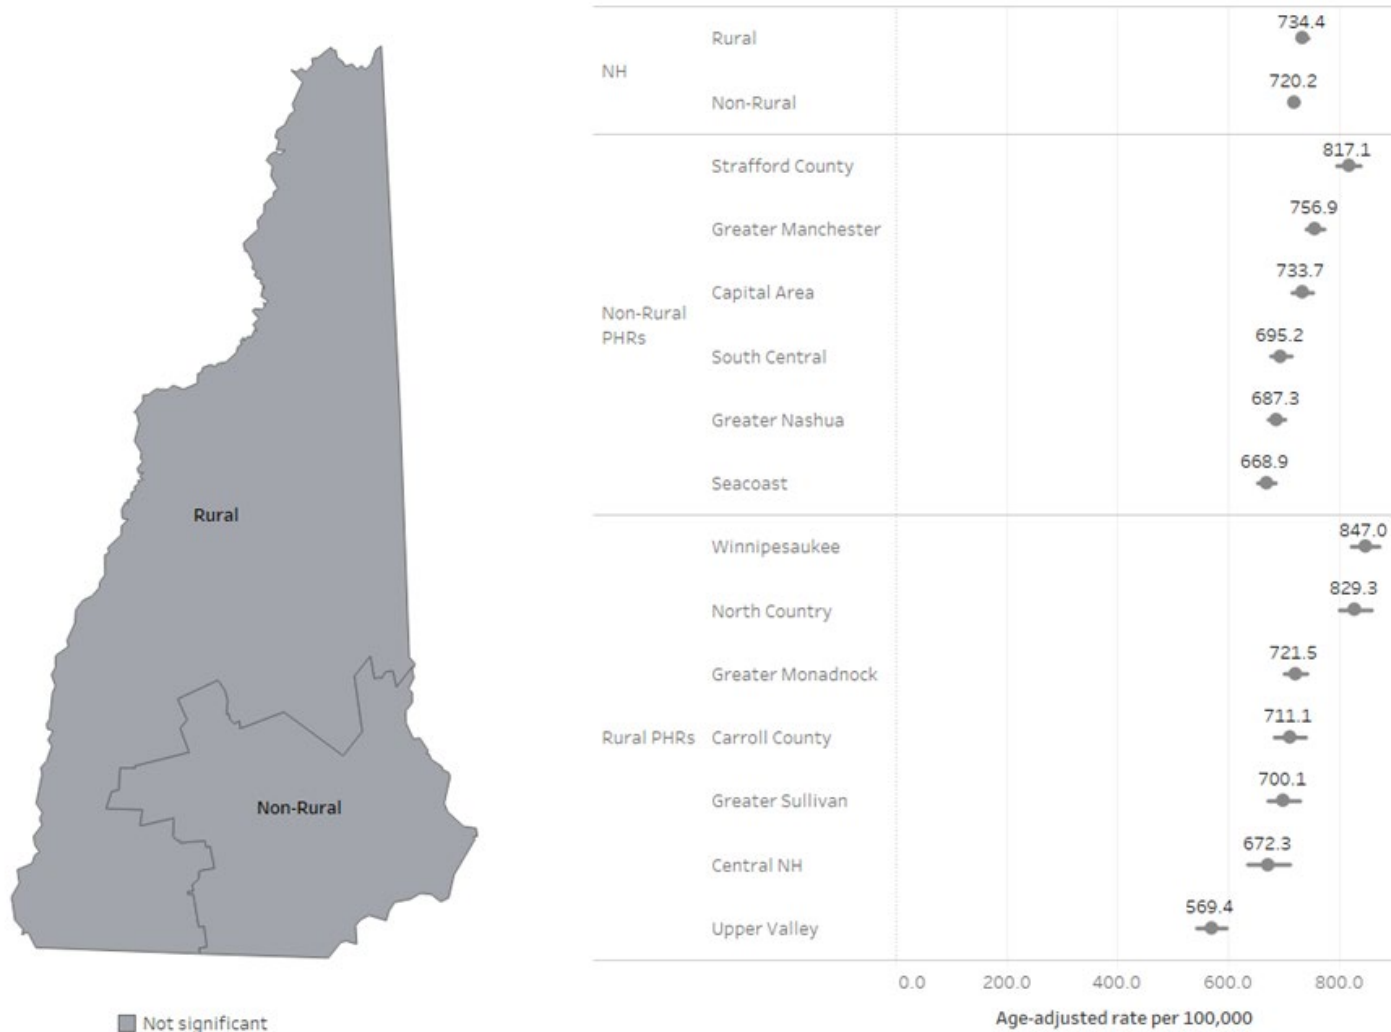 Rural
Non-Rural
Not significant
NH
Rural 734.4
Non-Rural 720.2
Non-Rural
PHRs
Strafford County 817.1
Greater Manchester 756.9
Capital Area 733.7
South Central 695.2
Greater Nashua 687.3
Seacoast 668.9
Rural PHRs
Winnipesaukee 847.0
North Country 829.3
Greater Monadnock 721.5
Carroll County 711.1
Greater Sullivan 700.1
Central NH 672.3
Upper Valley 569.4
0.0 200.0 400.0 600.0 800.0
Age-adjusted rate per 100,000